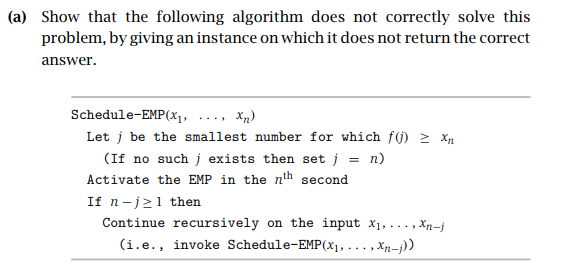 (a) Show that the following algorithm does not correctly solve this
problem, by giving an instance on which it does not return the correct
answer.
Schedule-EMP(x₁, ..., xₙ)
Let j be the smallest number for which f(j) ≥ xₙ
(If no such j exists then set j = n)
Activate the EMP in the nᵗʰ second
If n − j ≥ 1 then
Continue recursively on the input x₁, ..., xₙ₋ⱼ
(i.e., invoke Schedule-EMP(x₁, ..., xₙ₋ⱼ))